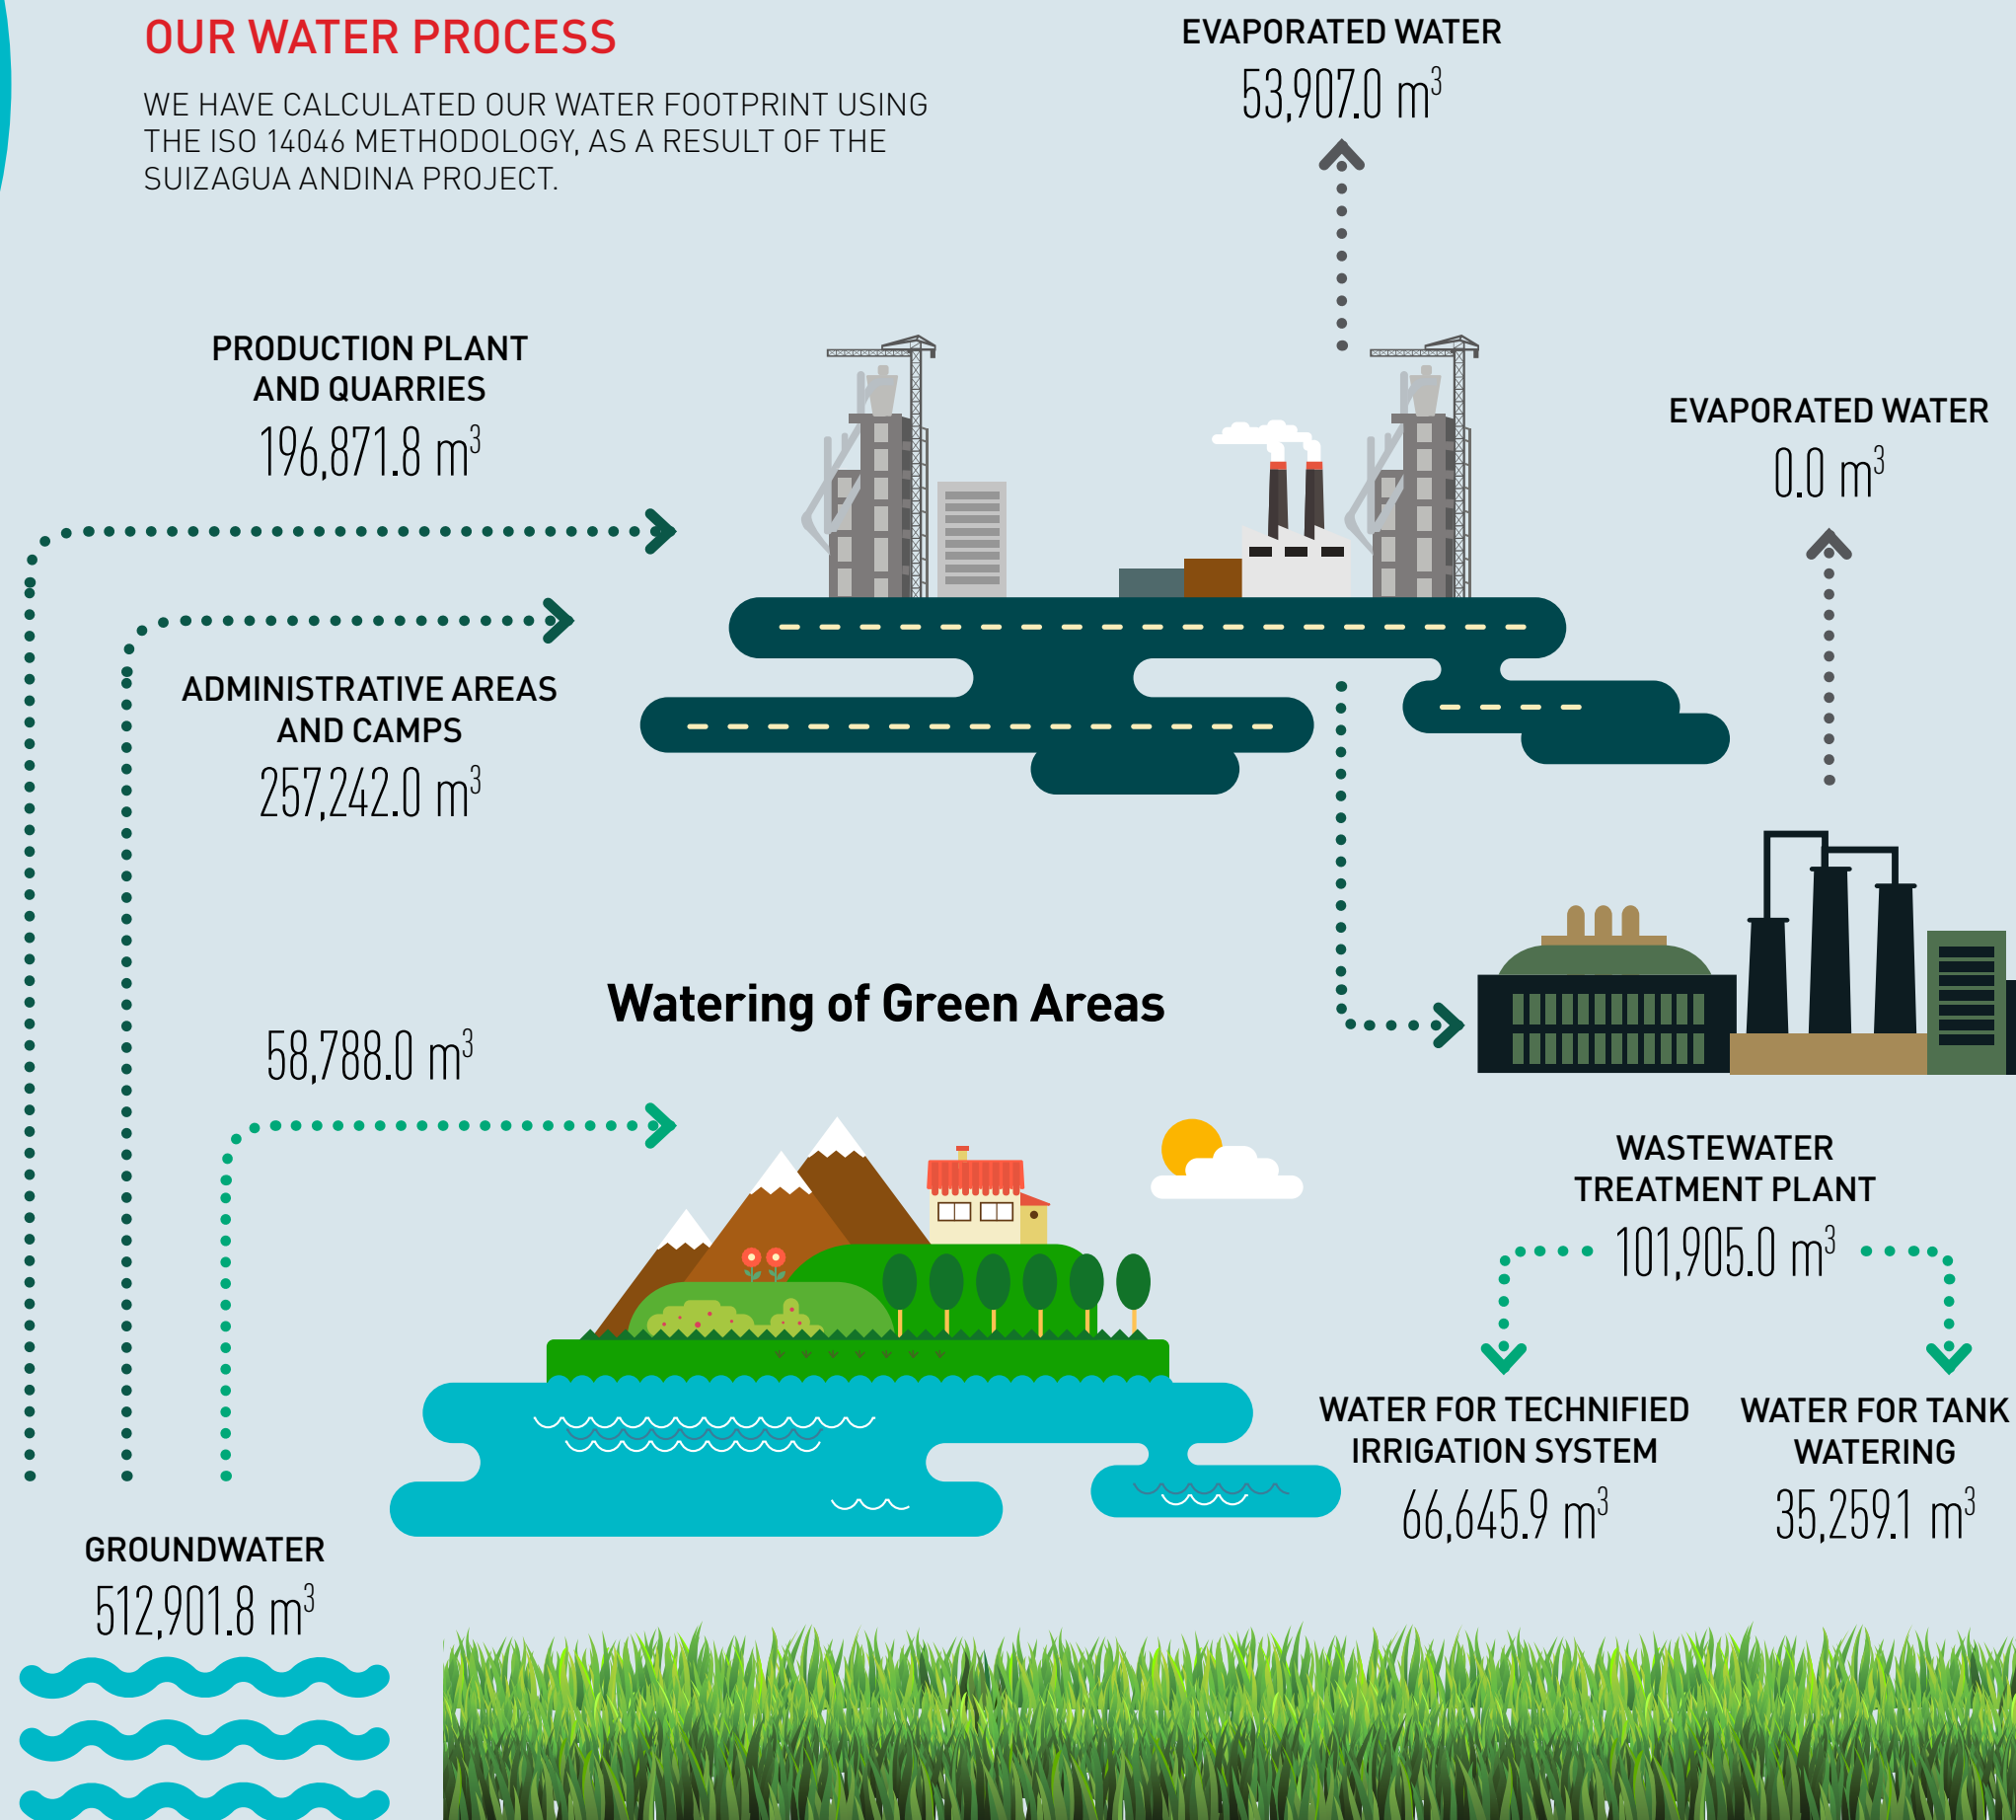 OUR WATER PROCESS
WE HAVE CALCULATED OUR WATER FOOTPRINT USING
THE ISO 14046 METHODOLOGY, AS A RESULT OF THE
SUIZAGUA ANDINA PROJECT.
EVAPORATED WATER
53,907.0 m³
PRODUCTION PLANT
AND QUARRIES
196,871.8 m³
EVAPORATED WATER
0.0 m³
ADMINISTRATIVE AREAS
AND CAMPS
257,242.0 m³
Watering of Green Areas
58,788.0 m³
WASTEWATER
TREATMENT PLANT
101,905.0 m³
WATER FOR TECHNIFIED
IRRIGATION SYSTEM
66,645.9 m³
WATER FOR TANK
WATERING
35,259.1 m³
GROUNDWATER
512,901.8 m³